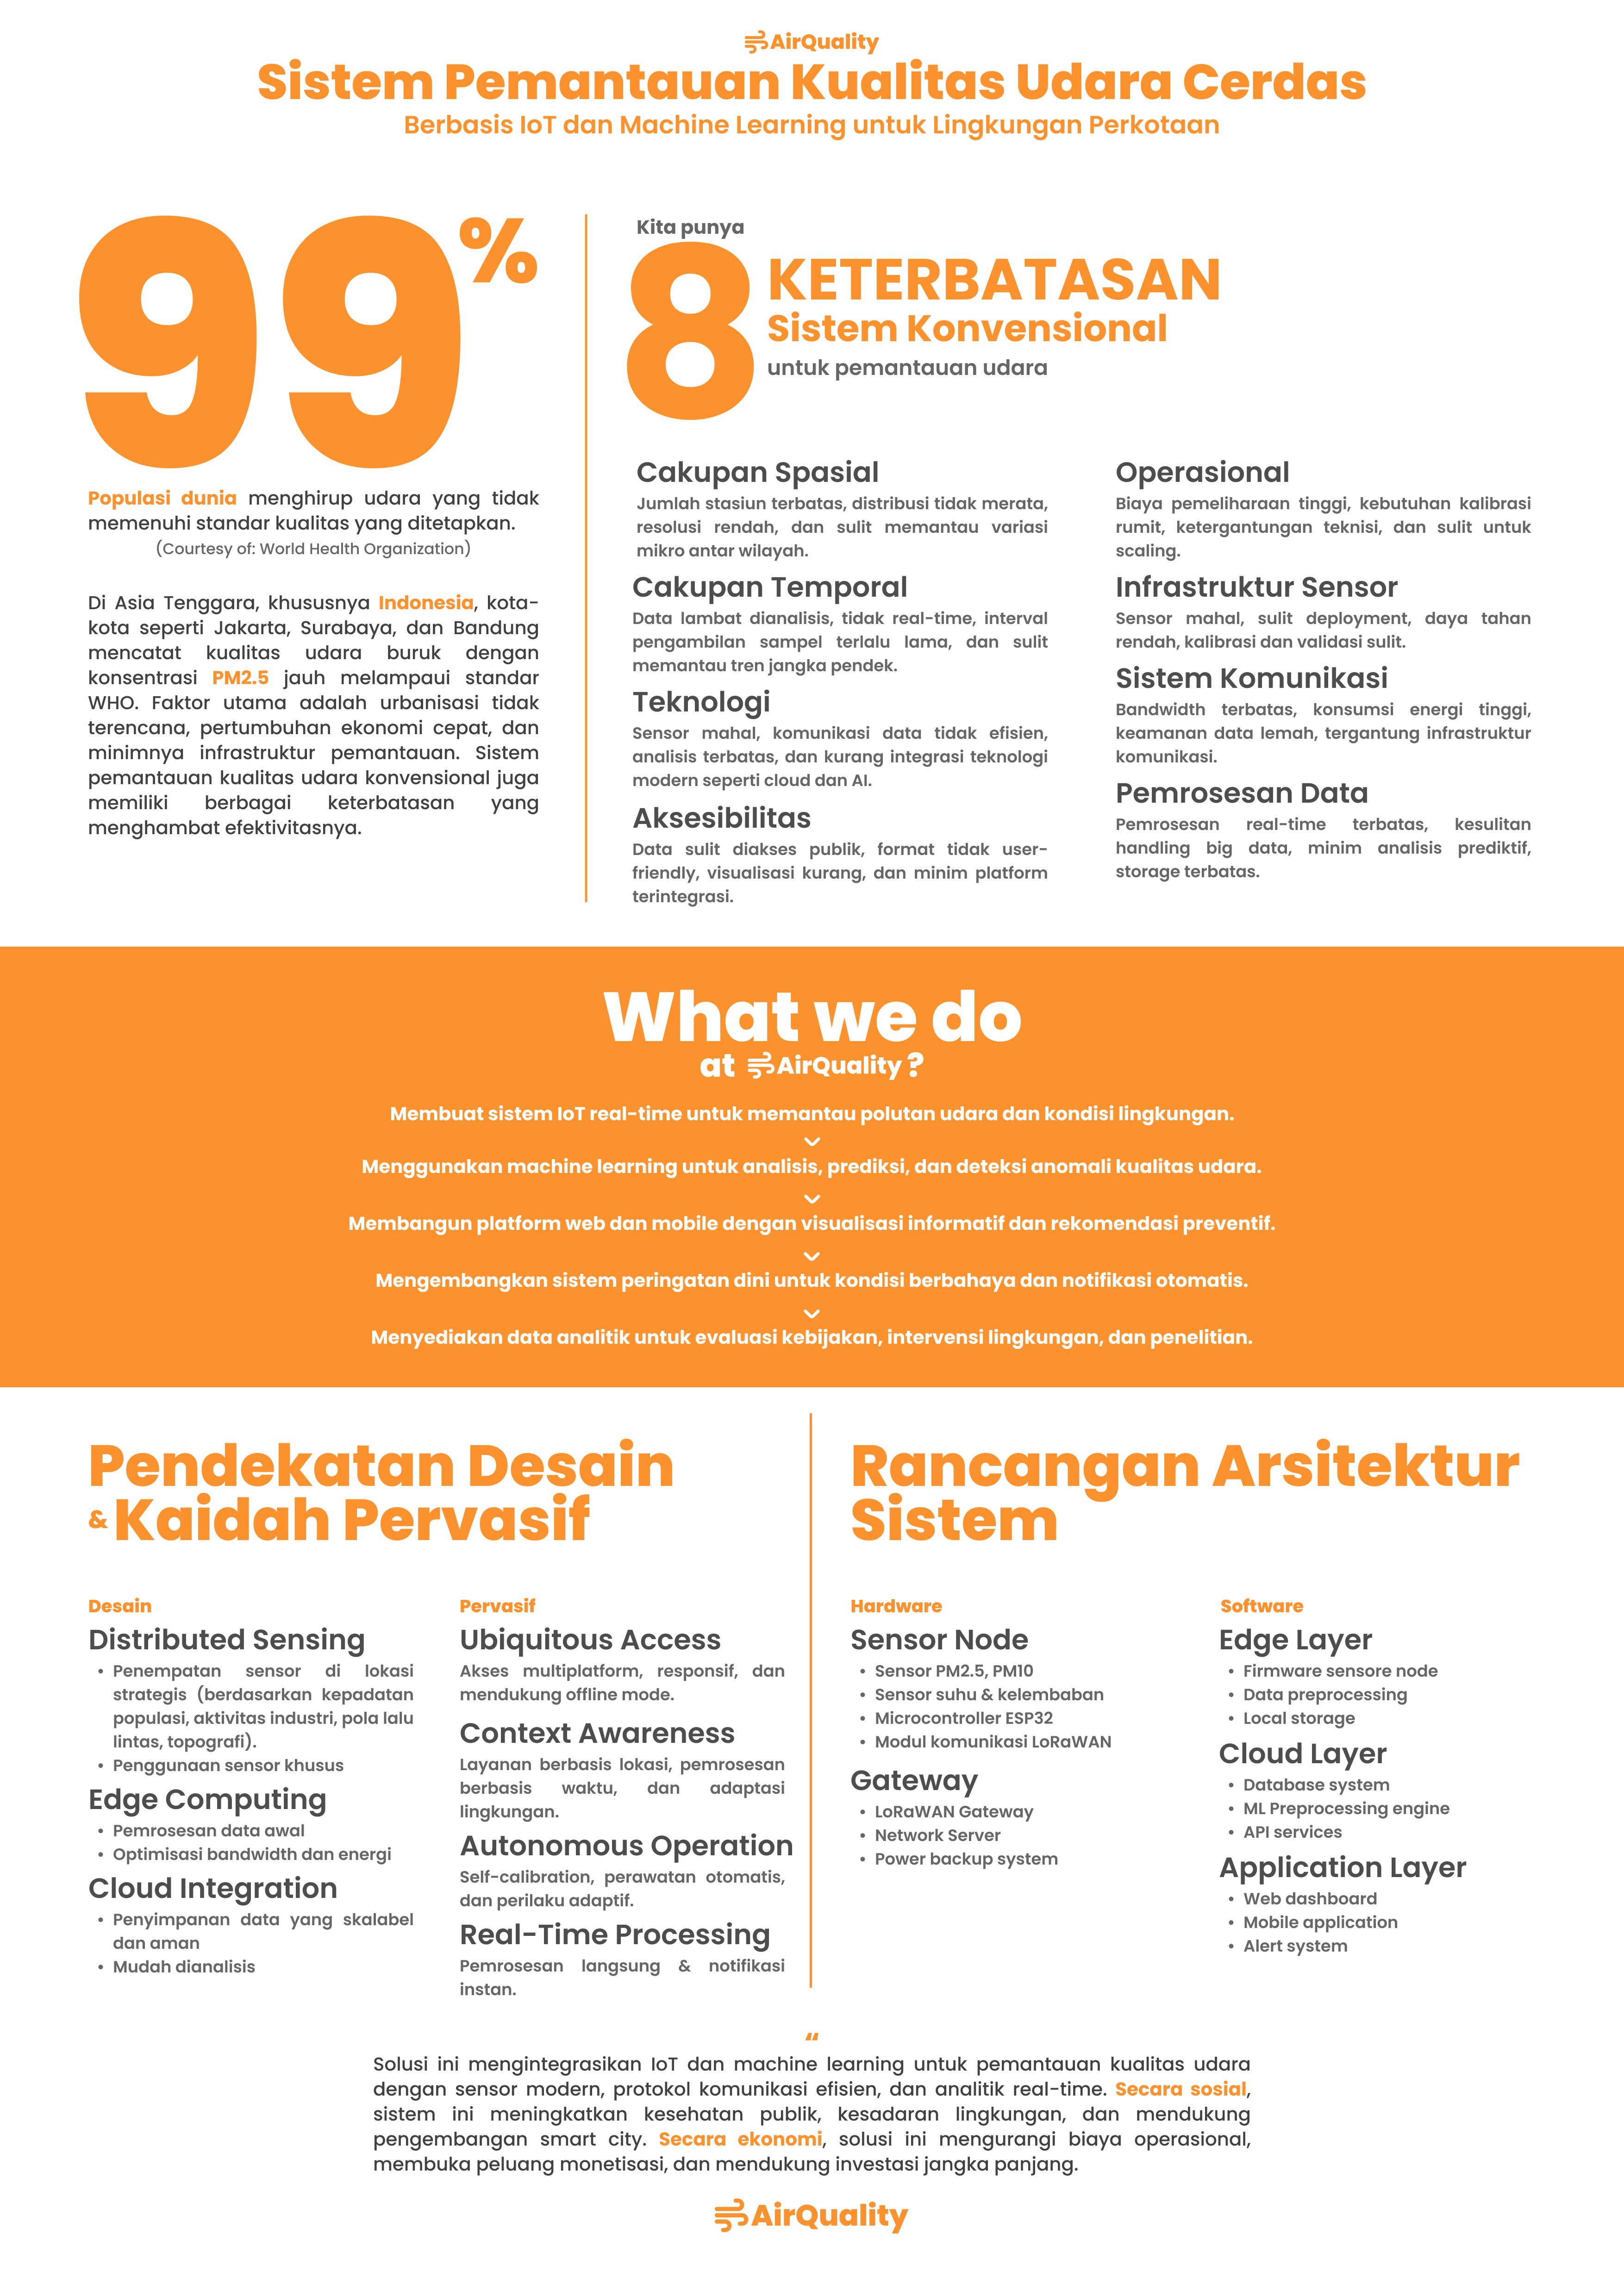 AirQuality
Sistem Pemantauan Kualitas Udara Cerdas
Berbasis IoT dan Machine Learning untuk Lingkungan Perkotaan
99%
Populasi dunia menghirup udara yang tidak
memenuhi standar kualitas yang ditetapkan.
(Courtesy of: World Health Organization)
Di Asia Tenggara, khususnya Indonesia, kota-
kota seperti Jakarta, Surabaya, dan Bandung
mencatat kualitas udara buruk dengan
konsentrasi PM2.5 jauh melampaui standar
WHO. Faktor utama adalah urbanisasi tidak
terencana, pertumbuhan ekonomi cepat, dan
minimnya infrastruktur pemantauan. Sistem
pemantauan kualitas udara konvensional juga
memiliki berbagai keterbatasan yang
menghambat efektivitasnya.
Kita punya
8
KETERBATASAN
Sistem Konvensional
untuk pemantauan udara
Cakupan Spasial
Jumlah stasiun terbatas, distribusi tidak merata,
resolusi rendah, dan sulit memantau variasi
mikro antar wilayah.
Cakupan Temporal
Data lambat dianalisis, tidak real-time, interval
pengambilan sampel terlalu lama, dan sulit
memantau tren jangka pendek.
Teknologi
Sensor mahal, komunikasi data tidak efisien,
analisis terbatas, dan kurang integrasi teknologi
modern seperti cloud dan AI.
Aksesibilitas
Data sulit diakses publik, format tidak user-
friendly, visualisasi kurang, dan minim platform
terintegrasi.
Operasional
Biaya pemeliharaan tinggi, kebutuhan kalibrasi
rumit, ketergantungan teknisi, dan sulit untuk
scaling.
Infrastruktur Sensor
Sensor mahal, sulit deployment, daya tahan
rendah, kalibrasi dan validasi sulit.
Sistem Komunikasi
Bandwidth terbatas, konsumsi energi tinggi,
keamanan data lemah, tergantung infrastruktur
komunikasi.
Pemrosesan Data
Pemrosesan real-time terbatas, kesulitan
handling big data, minim analisis prediktif,
storage terbatas.
What we do
at AirQuality ?
Membuat sistem IoT real-time untuk memantau polutan udara dan kondisi lingkungan.
Menggunakan machine learning untuk analisis, prediksi, dan deteksi anomali kualitas udara.
Membangun platform web dan mobile dengan visualisasi informatif dan rekomendasi preventif.
Mengembangkan sistem peringatan dini untuk kondisi berbahaya dan notifikasi otomatis.
Menyediakan data analitik untuk evaluasi kebijakan, intervensi lingkungan, dan penelitian.
Pendekatan Desain
& Kaidah Pervasif
Desain
Distributed Sensing
• Penempatan sensor di lokasi
strategis (berdasarkan kepadatan
populasi, aktivitas industri, pola lalu
lintas, topografi).
• Penggunaan sensor khusus
Edge Computing
• Pemrosesan data awal
• Optimisasi bandwidth dan energi
Cloud Integration
• Penyimpanan data yang skalabel
dan aman
• Mudah dianalisis
Pervasif
Ubiquitous Access
Akses multiplatform, responsif, dan
mendukung offline mode.
Context Awareness
Layanan berbasis lokasi, pemrosesan
berbasis waktu, dan adaptasi
lingkungan.
Autonomous Operation
Self-calibration, perawatan otomatis,
dan perilaku adaptif.
Real-Time Processing
Pemrosesan langsung & notifikasi
instan.
Rancangan Arsitektur
Sistem
Hardware
Sensor Node
• Sensor PM2.5, PM10
• Sensor suhu & kelembaban
• Microcontroller ESP32
• Modul komunikasi LoRaWAN
Gateway
• LoRaWAN Gateway
• Network Server
• Power backup system
Software
Edge Layer
• Firmware sensore node
• Data preprocessing
• Local storage
Cloud Layer
• Database system
• ML Preprocessing engine
• API services
Application Layer
• Web dashboard
• Mobile application
• Alert system
“
Solusi ini mengintegrasikan IoT dan machine learning untuk pemantauan kualitas udara
dengan sensor modern, protokol komunikasi efisien, dan analitik real-time. Secara sosial,
sistem ini meningkatkan kesehatan publik, kesadaran lingkungan, dan mendukung
pengembangan smart city. Secara ekonomi, solusi ini mengurangi biaya operasional,
membuka peluang monetisasi, dan mendukung investasi jangka panjang.
AirQuality